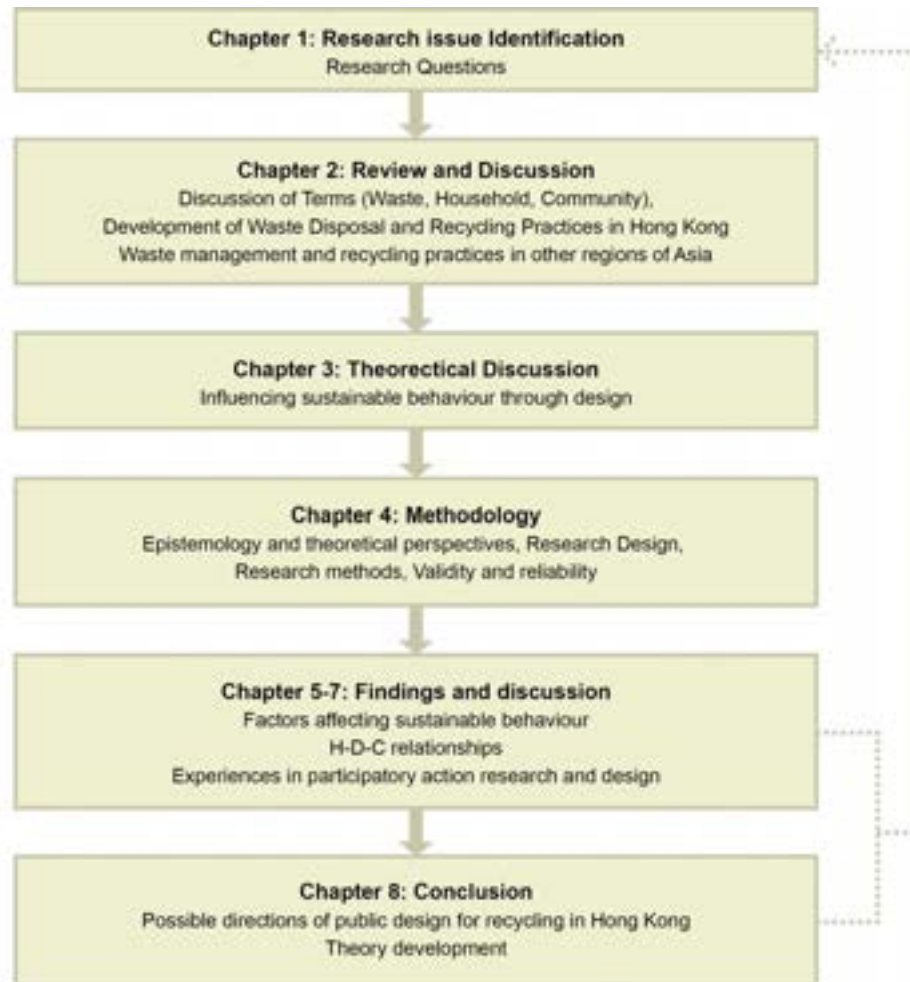 Chapter 1: Research issue Identification
Research Questions
Chapter 2: Review and Discussion
Discussion of Terms (Waste, Household, Community),
Development of Waste Disposal and Recycling Practices in Hong Kong
Waste management and recycling practices in other regions of Asia
Chapter 3: Theorectical Discussion
Influencing sustainable behaviour through design
Chapter 4: Methodology
Epistemology and theoretical perspectives, Research Design,
Research methods, Validity and reliability
Chapter 5-7: Findings and discussion
Factors affecting sustainable behaviour
H-D-C relationships
Experiences in participatory action research and design
Chapter 8: Conclusion
Possible directions of public design for recycling in Hong Kong
Theory development